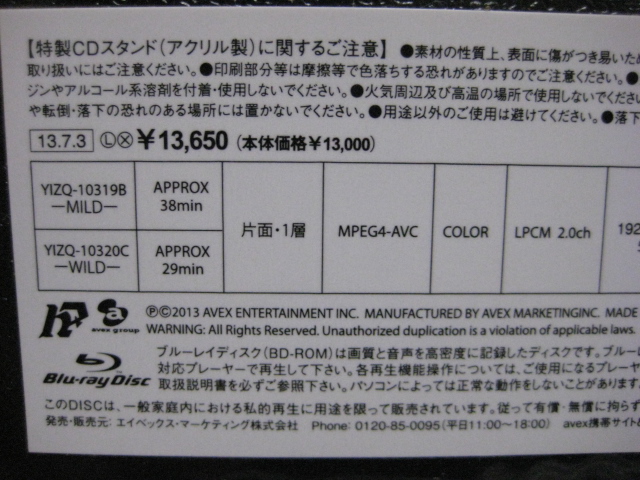 【特製CDスタンド(アクリル製)に関するご注意】 ●素材の性質上、表面に傷がつき易いため
取り扱いにはご注意ください。●印刷部分等は摩擦等で色落ちする恐れがありますのでご注意ください。●
ジンやアルコール系溶剤を付着・使用しないでください。●火気周辺及び高温の場所で使用しないでくださ
や転倒・落下の恐れのある場所には置かないでください。●用途以外のご使用は避けてください。●落下
13.7.3 ⓁⓍ ¥13,650 (本体価格¥13,000)
YIZQ-10319B
—MILD—
APPROX
38min
片面・1層
MPEG4-AVC
COLOR
LPCM 2.0ch
192
YIZQ-10320C
—WILD—
APPROX
29min
avex group
ⓅⒸ2013 AVEX ENTERTAINMENT INC. MANUFACTURED BY AVEX MARKETINGINC. MADE
WARNING: All Rights Reserved. Unauthorized duplication is a violation of applicable laws.
Blu-ray Disc
ブルーレイディスク(BD-ROM)は画質と音声を高密度に記録したディスクです。ブルー
対応プレーヤーで再生して下さい。各再生機能操作については、ご使用になるプレーヤ
取扱説明書を必ずご参照下さい。パソコンによっては正常な動作をしないことがあります。
このDISCは、一般家庭内における私的再生に用途を限って販売されています。従って有償・無償に拘らず
発売・販売元: エイベックス・マーケティング株式会社 Phone: 0120-85-0095(平日11:00〜18:00) avex携帯サイト&